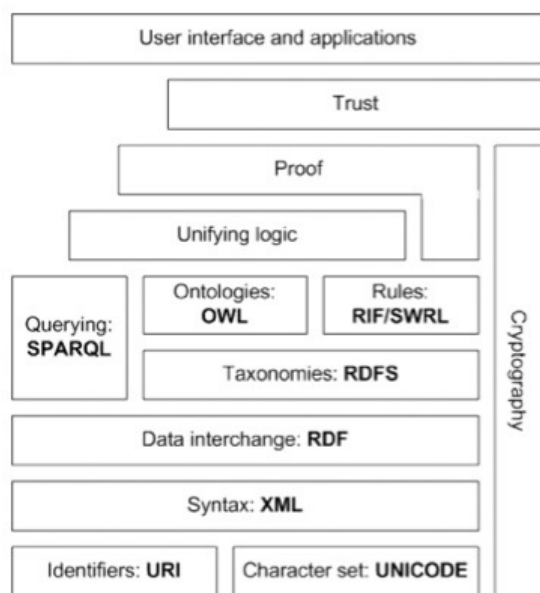 User interface and applications
Trust
Proof
Unifying logic
Querying:
SPARQL
Ontologies:
OWL
Rules:
RIF/SWRL
Taxonomies: RDFS
Cryptography
Data interchange: RDF
Syntax: XML
Identifiers: URI
Character set: UNICODE